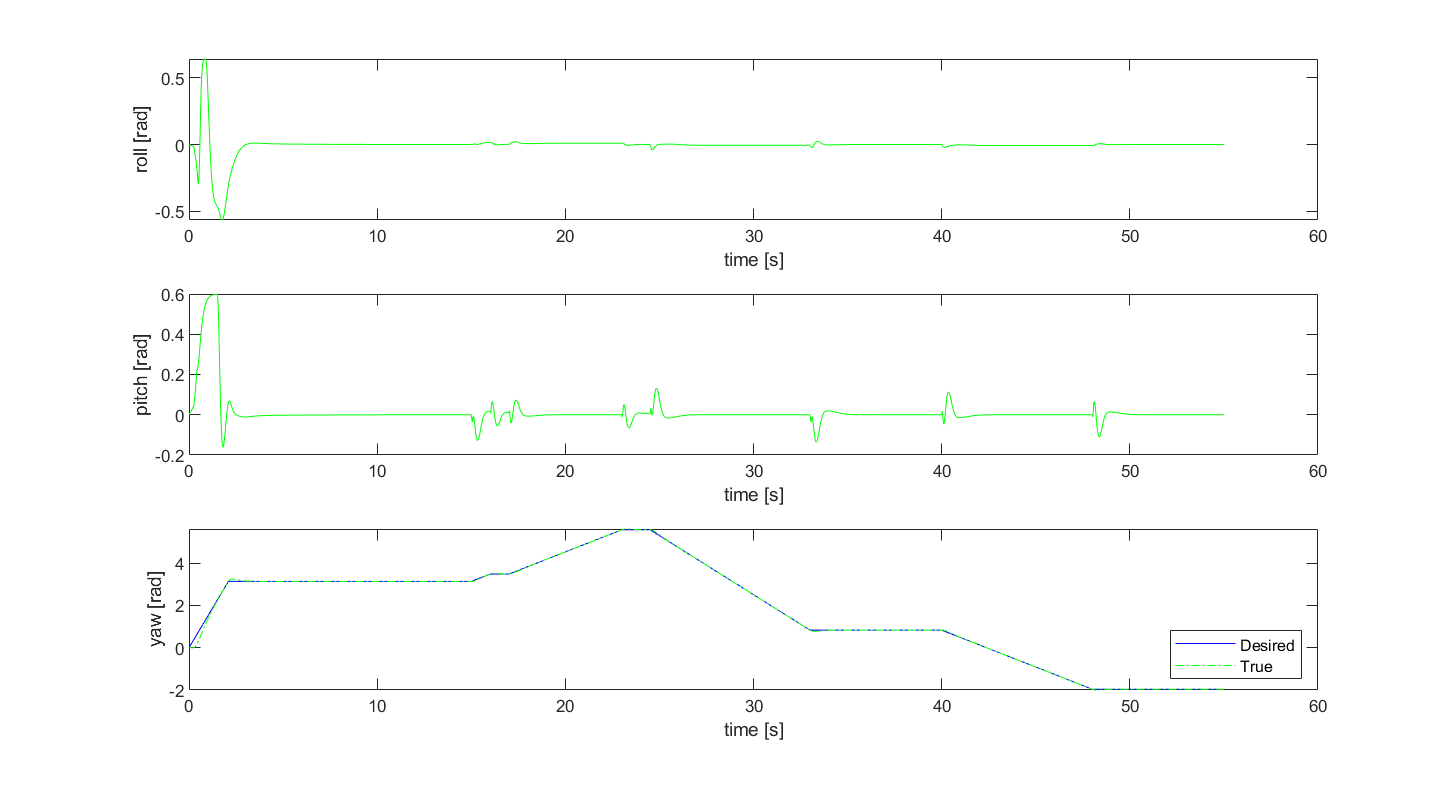 roll [rad]
0.5
0
-0.5
0 10 20 30 40 50 60
time [s]
pitch [rad]
0.6
0.4
0.2
0
-0.2
0 10 20 30 40 50 60
time [s]
yaw [rad]
4
2
0
-2
Desired
True
0 10 20 30 40 50 60
time [s]